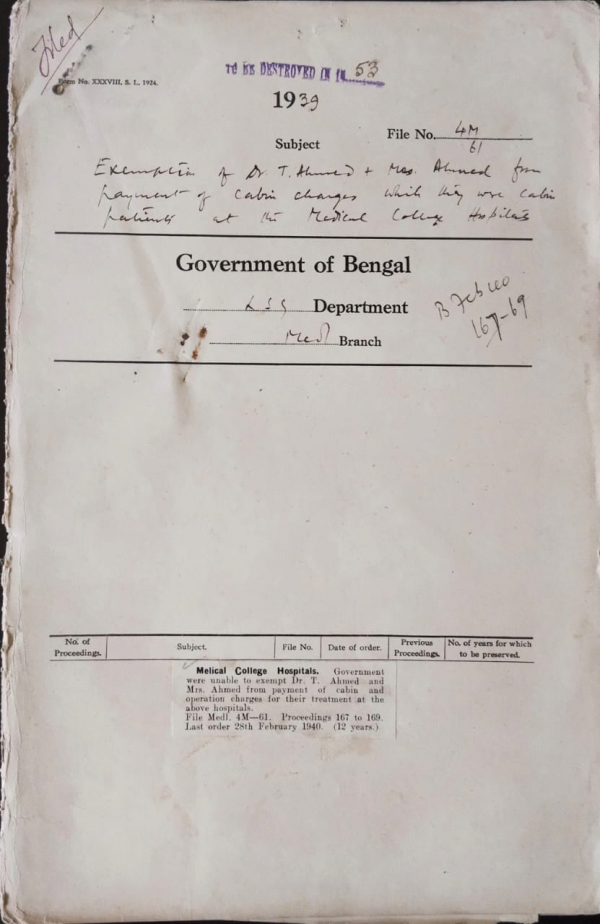 Filed
Form No. XXXVIII, S. L., 1924.
TO BE DESTROYED IN 19 53
1939
Subject
File No. 4M/61
Exemption of Dr. T. Ahmed & Mrs. Ahmed from
payment of cabin charges which they were cabin
patients at the Medical College Hospitals
Government of Bengal
LSG Department
Medl Branch
B Feb 40
167-69
No. of Proceedings.
Subject.
File No.
Date of order.
Previous Proceedings.
No. of years for which to be preserved.
Melical College Hospitals. Government
were unable to exempt Dr. T. Ahmed and
Mrs. Ahmed from payment of cabin and
operation charges for their treatment at the
above hospitals.
File Medl. 4M—61. Proceedings 167 to 169.
Last order 28th February 1940. (12 years.)